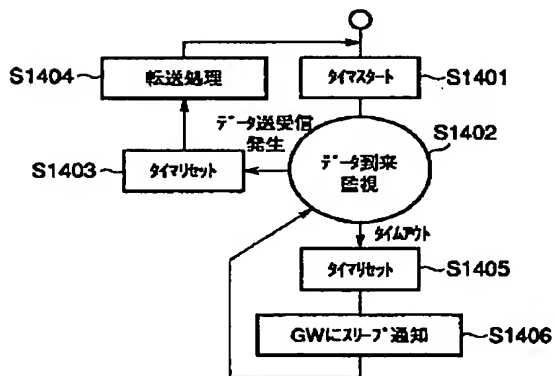 S1404
転送処理
タイマスタート
S1401
データ送受信
発生
S1402
S1403
タイマリセット
データ到来
監視
タイムアウト
タイマリセット
S1405
GWにスリープ通知
S1406